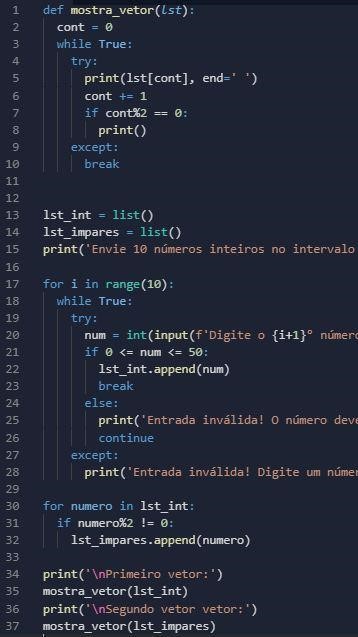 1 def mostra_vetor(lst):
2 cont = 0
3 while True:
4 try:
5 print(lst[cont], end=' ')
6 cont += 1
7 if cont%2 == 0:
8 print()
9 except:
10 break
11
12
13 lst_int = list()
14 lst_impares = list()
15 print('Envie 10 números inteiros no intervalo
16
17 for i in range(10):
18 while True:
19 try:
20 num = int(input(f'Digite o {i+1}º número
21 if 0 <= num <= 50:
22 lst_int.append(num)
23 break
24 else:
25 print('Entrada inválida! O número deve
26 continue
27 except:
28 print('Entrada inválida! Digite um
29
30 for numero in lst_int:
31 if numero%2 != 0:
32 lst_impares.append(numero)
33
34 print('\nPrimeiro vetor:')
35 mostra_vetor(lst_int)
36 print('\nSegundo vetor vetor:')
37 mostra_vetor(lst_impares)